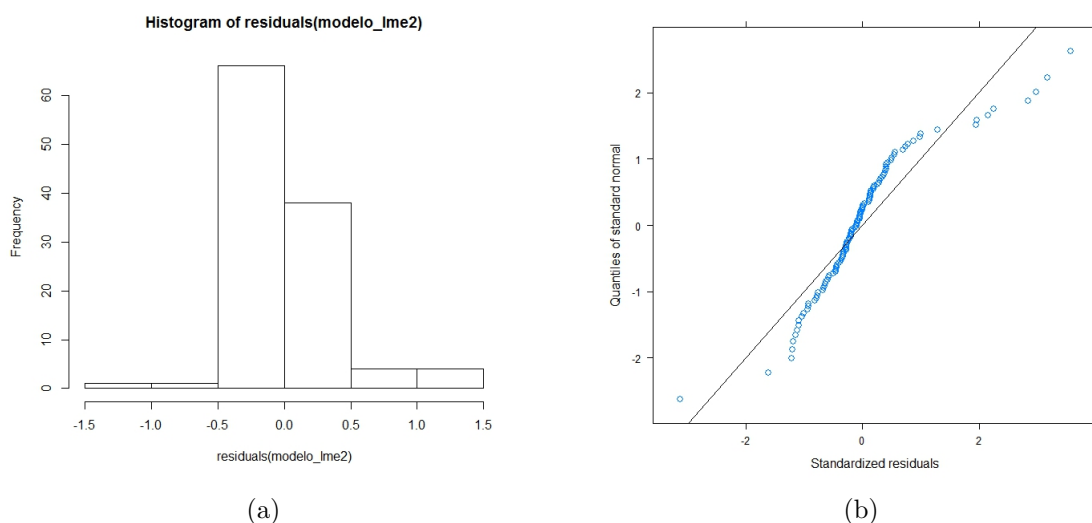 Histogram of residuals(modelo_lme2)
Frequency
0 10 20 30 40 50 60
-1.5 -1.0 -0.5 0.0 0.5 1.0 1.5
residuals(modelo_lme2)
(a)
Quantiles of standard normal
2
1
0
-1
-2
-2 0 2
Standardized residuals
(b)